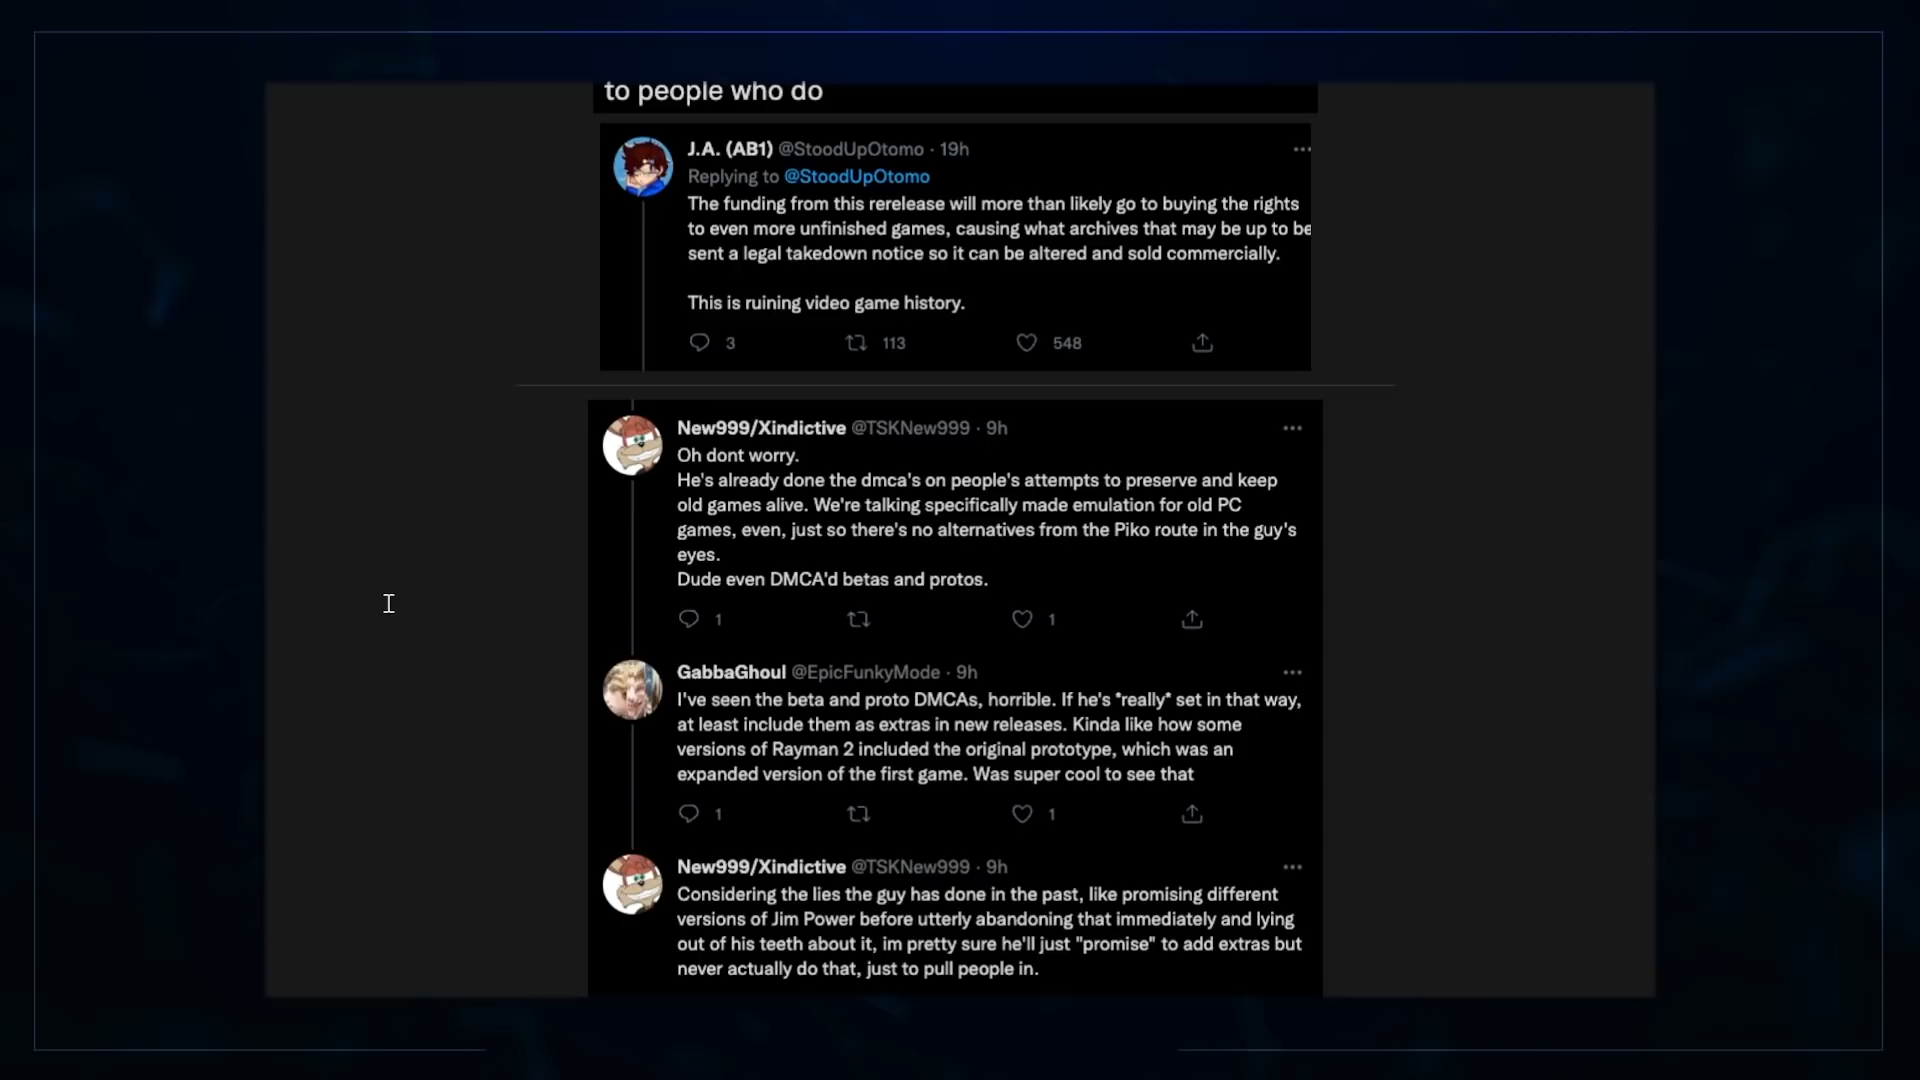 to people who do
J.A. (AB1) @StoodUpOtomo · 19h
Replying to @StoodUpOtomo
The funding from this rerelease will more than likely go to buying the rights
to even more unfinished games, causing what archives that may be up to be
sent a legal takedown notice so it can be altered and sold commercially.
This is ruining video game history.
3 113 548
New999/Xindictive @TSKNew999 · 9h
Oh dont worry.
He's already done the dmca's on people's attempts to preserve and keep
old games alive. We're talking specifically made emulation for old PC
games, even, just so there's no alternatives from the Piko route in the guy's
eyes.
Dude even DMCA'd betas and protos.
1 1
GabbaGhoul @EpicFunkyMode · 9h
I've seen the beta and proto DMCAs, horrible. If he's *really* set in that way,
at least include them as extras in new releases. Kinda like how some
versions of Rayman 2 included the original prototype, which was an
expanded version of the first game. Was super cool to see that
1 1
New999/Xindictive @TSKNew999 · 9h
Considering the lies the guy has done in the past, like promising different
versions of Jim Power before utterly abandoning that immediately and lying
out of his teeth about it, im pretty sure he'll just "promise" to add extras but
never actually do that, just to pull people in.